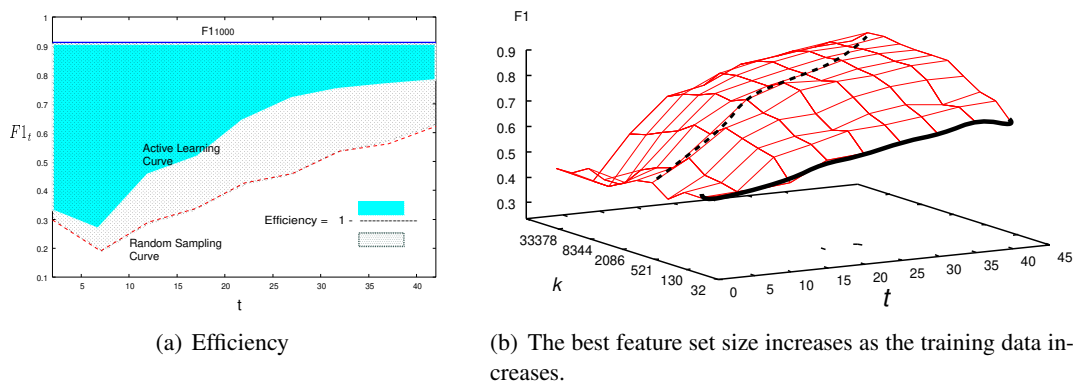 1
0.9
0.8
0.7
0.6
0.5
0.4
0.3
0.2
0.1
F1t
F11000
Active Learning
Curve
Efficiency = 1 -
Random Sampling
Curve
5 10 15 20 25 30 35 40
t
(a) Efficiency
F1
0.9
0.8
0.7
0.6
0.5
0.4
0.3
33378
8344
2086
521
130
32
k
0 5 10 15 20 25 30 35 40 45
t
(b) The best feature set size increases as the training data in-
creases.